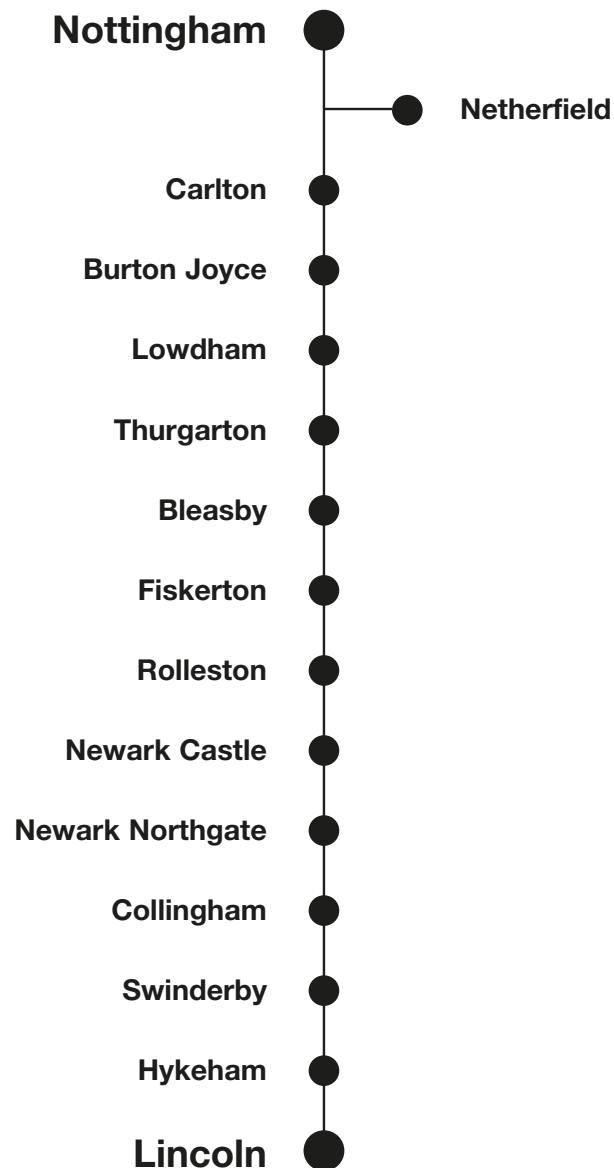 Nottingham
Netherfield
Carlton
Burton Joyce
Lowdham
Thurgarton
Bleasby
Fiskerton
Rolleston
Newark Castle
Newark Northgate
Collingham
Swinderby
Hykeham
Lincoln